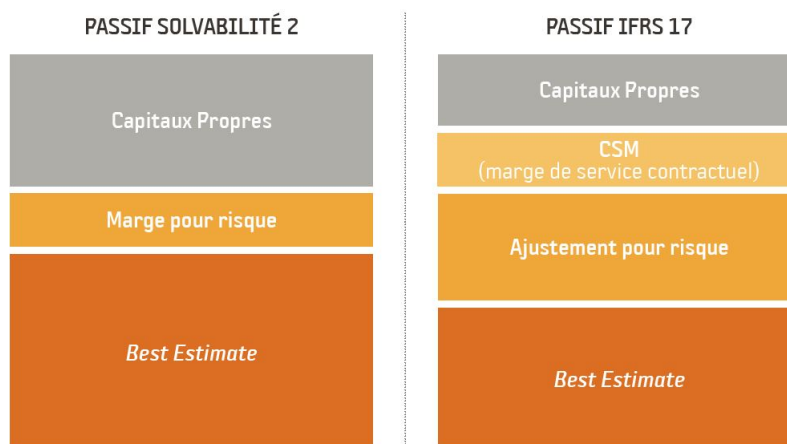 PASSIF SOLVABILITÉ 2
Capitaux Propres
Marge pour risque
Best Estimate
PASSIF IFRS 17
Capitaux Propres
CSM
(marge de service contractuel)
Ajustement pour risque
Best Estimate